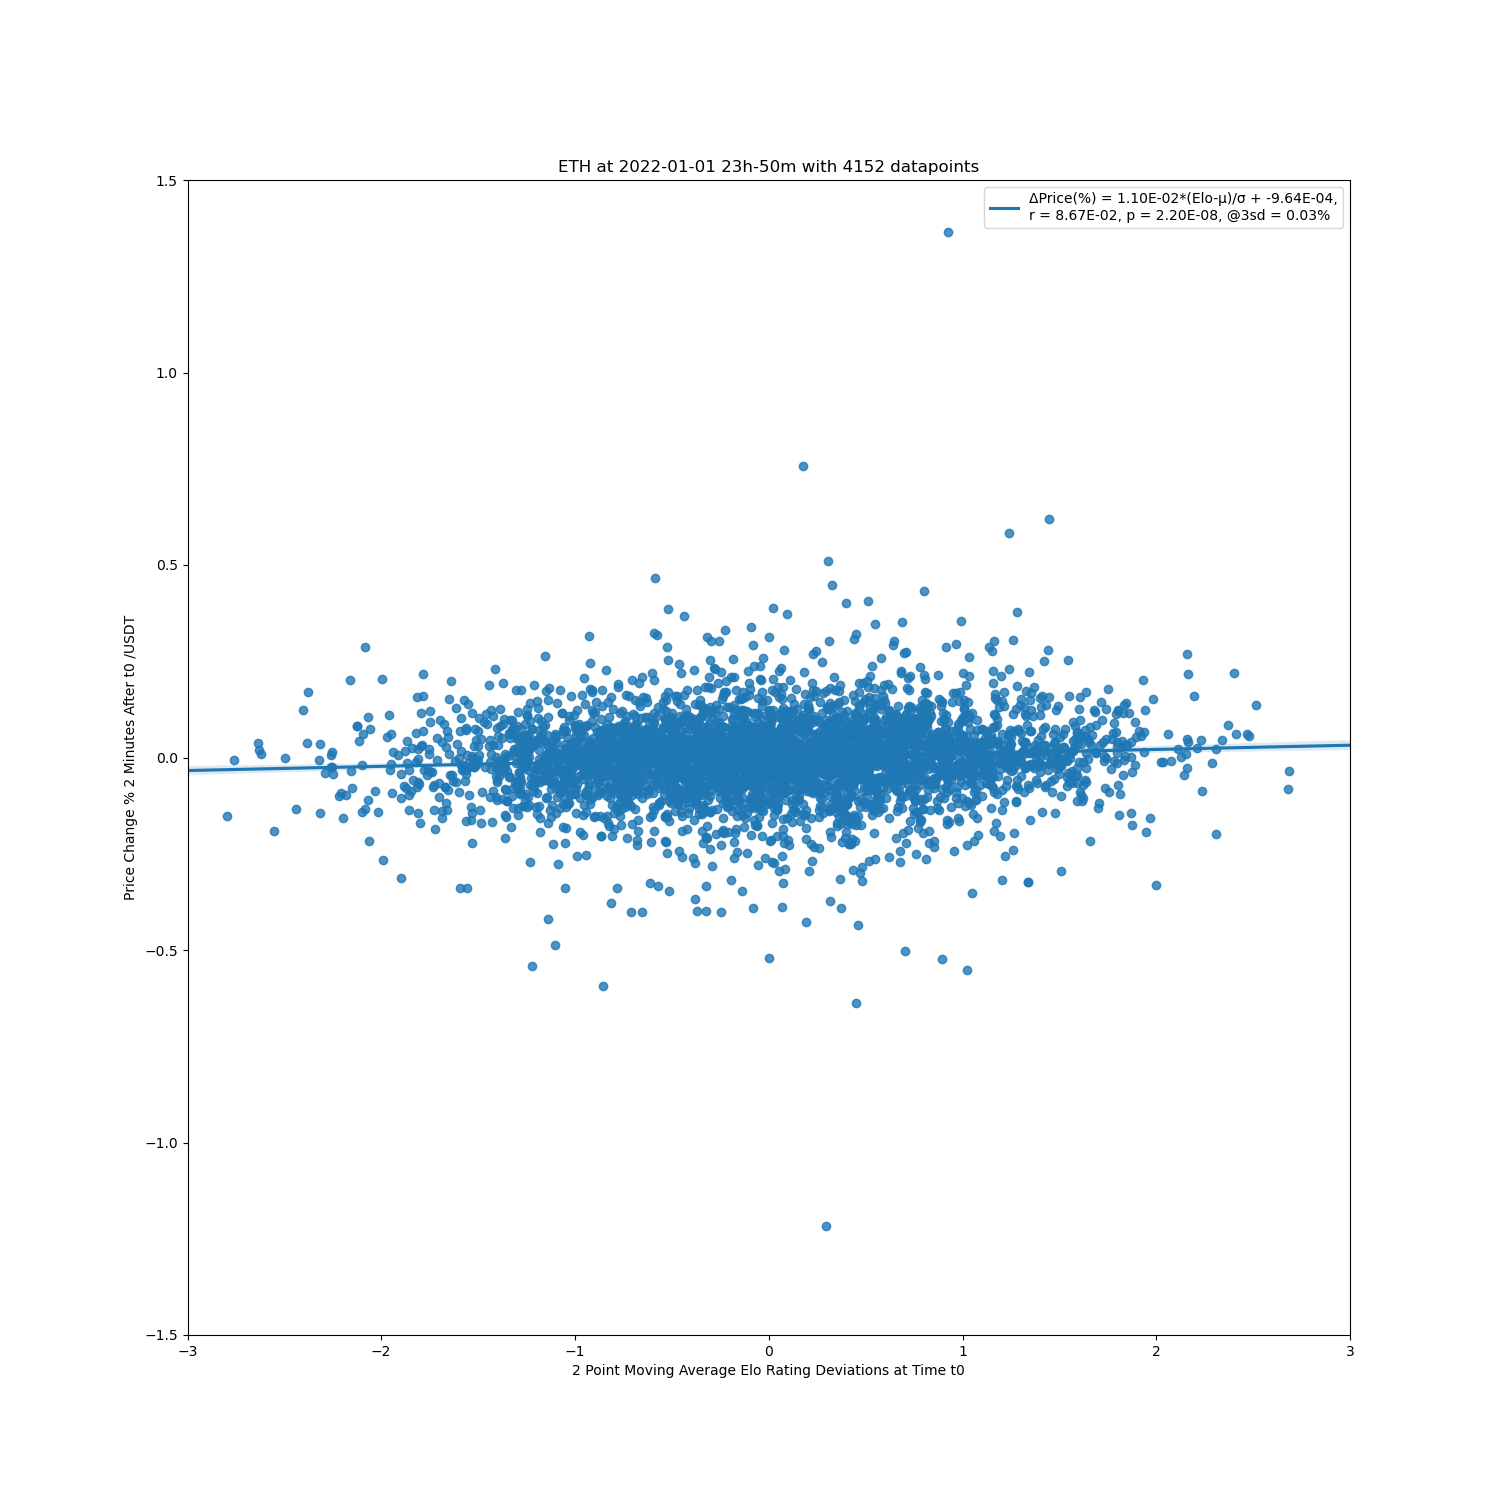 ETH at 2022-01-01 23h-50m with 4152 datapoints
ΔPrice(%) = 1.10E-02*(Elo-μ)/σ + -9.64E-04,
r = 8.67E-02, p = 2.20E-08, @3sd = 0.03%
1.5
1.0
0.5
0.0
−0.5
−1.0
−1.5
Price Change % 2 Minutes After t0 /USDT
−3
−2
−1
0
1
2
3
2 Point Moving Average Elo Rating Deviations at Time t0